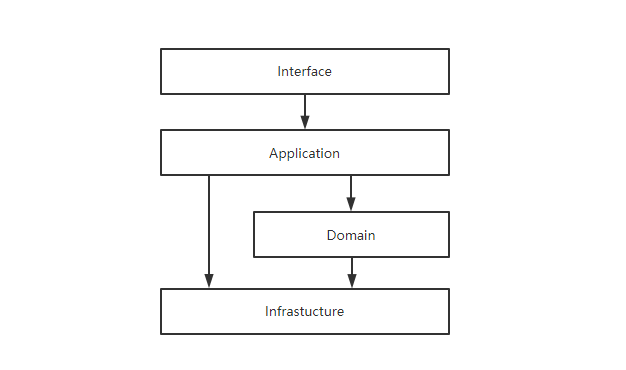 Interface
Application
Domain
Infrastucture